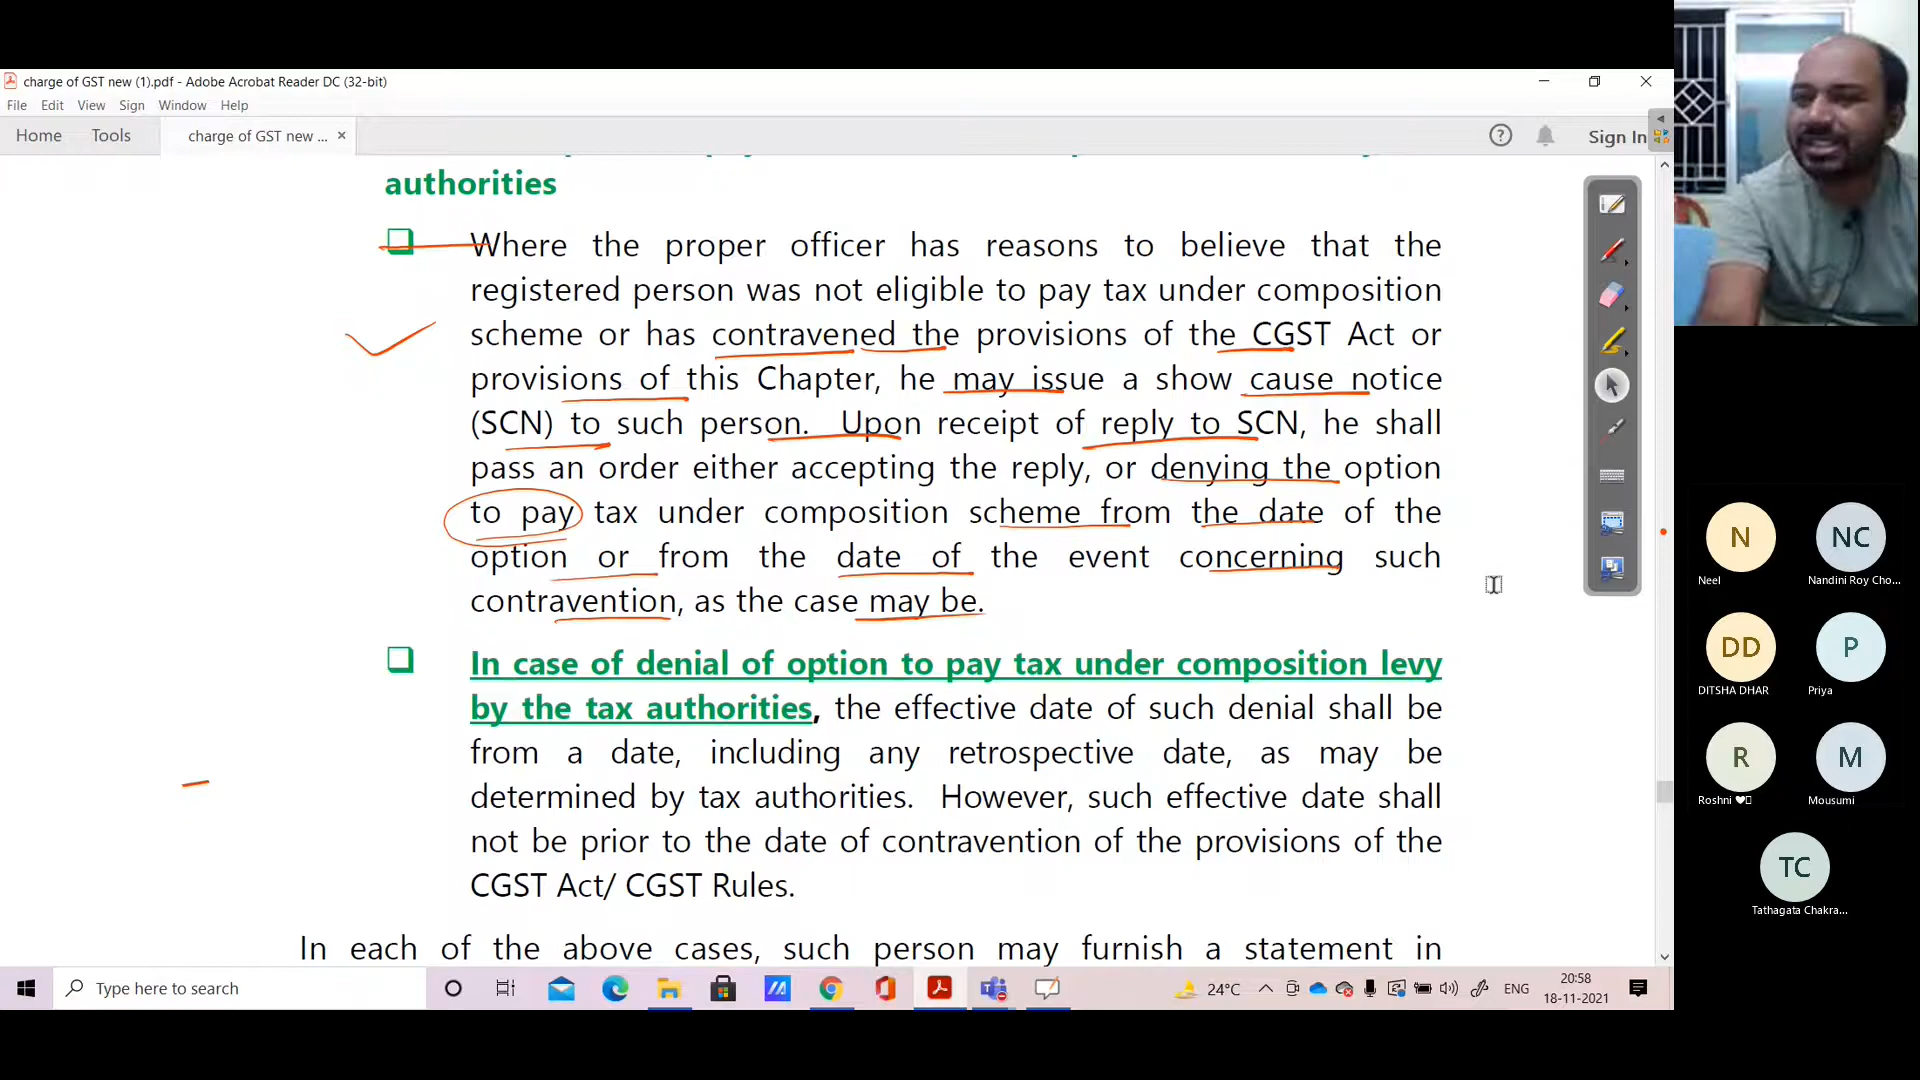 charge of GST new (1).pdf - Adobe Acrobat Reader DC (32-bit)
File Edit View Sign Window Help
Home Tools charge of GST new ... × Sign In
authorities
Where the proper officer has reasons to believe that the
registered person was not eligible to pay tax under composition
scheme or has contravened the provisions of the CGST Act or
provisions of this Chapter, he may issue a show cause notice
(SCN) to such person. Upon receipt of reply to SCN, he shall
pass an order either accepting the reply, or denying the option
to pay tax under composition scheme from the date of the
option or from the date of the event concerning such
contravention, as the case may be.
In case of denial of option to pay tax under composition levy
by the tax authorities, the effective date of such denial shall be
from a date, including any retrospective date, as may be
determined by tax authorities. However, such effective date shall
not be prior to the date of contravention of the provisions of the
CGST Act/ CGST Rules.
In each of the above cases, such person may furnish a statement in
N NC
Neel Nandini Roy Cho...
DD P
DITSHA DHAR Priya
R M
Roshni Mousumi
TC
Tathagata Chakra...
Type here to search
24°C
ENG
20:58
18-11-2021